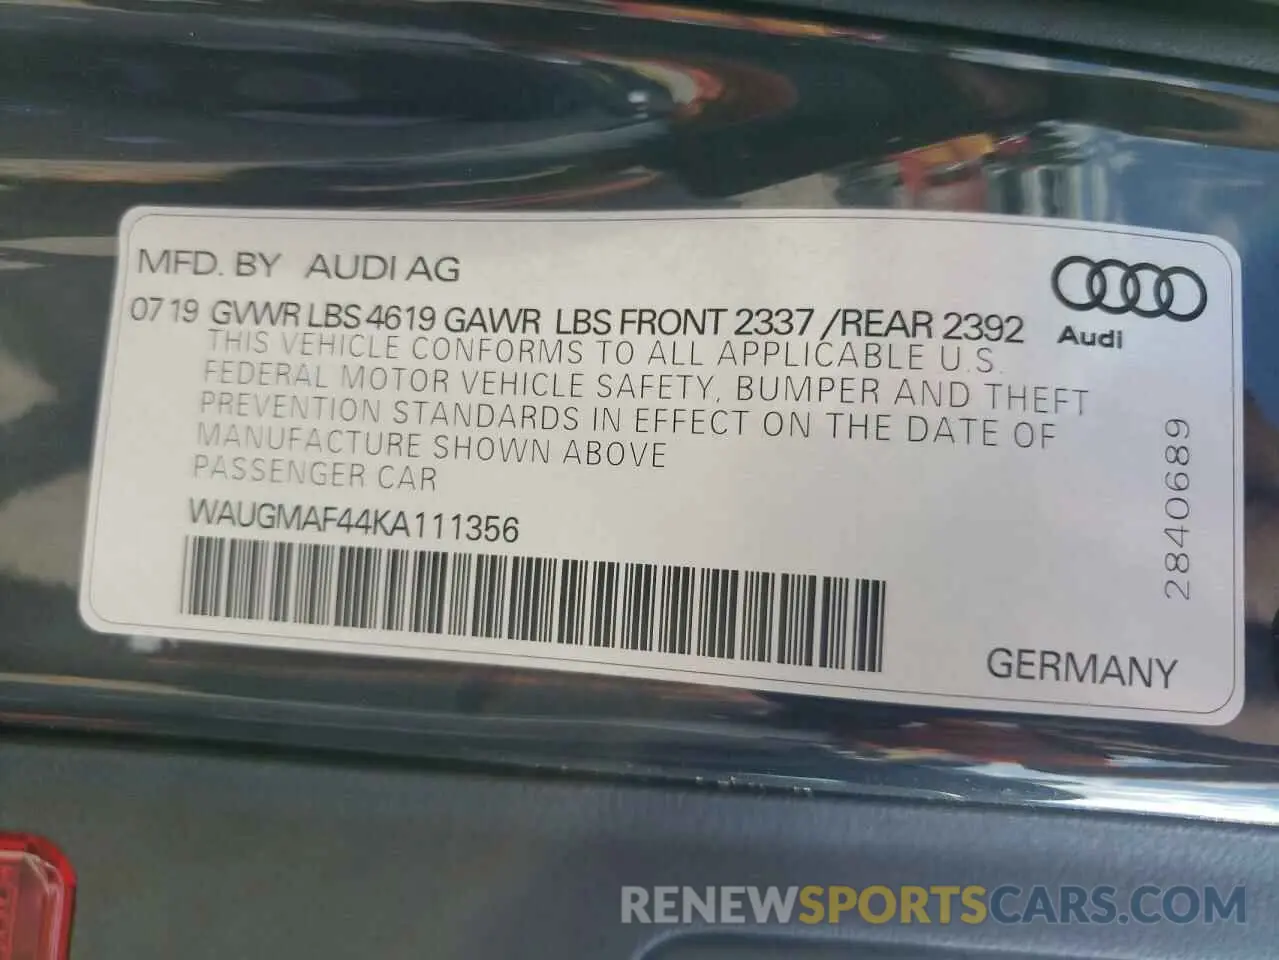 MFD. BY AUDI AG
0719 GVWR LBS 4619 GAWR LBS FRONT 2337 /REAR 2392
THIS VEHICLE CONFORMS TO ALL APPLICABLE U.S.
FEDERAL MOTOR VEHICLE SAFETY, BUMPER AND THEFT
PREVENTION STANDARDS IN EFFECT ON THE DATE OF
MANUFACTURE SHOWN ABOVE
PASSENGER CAR
WAUGMAF44KA111356
Audi
2840689
GERMANY
RENEWSPORTSCARS.COM